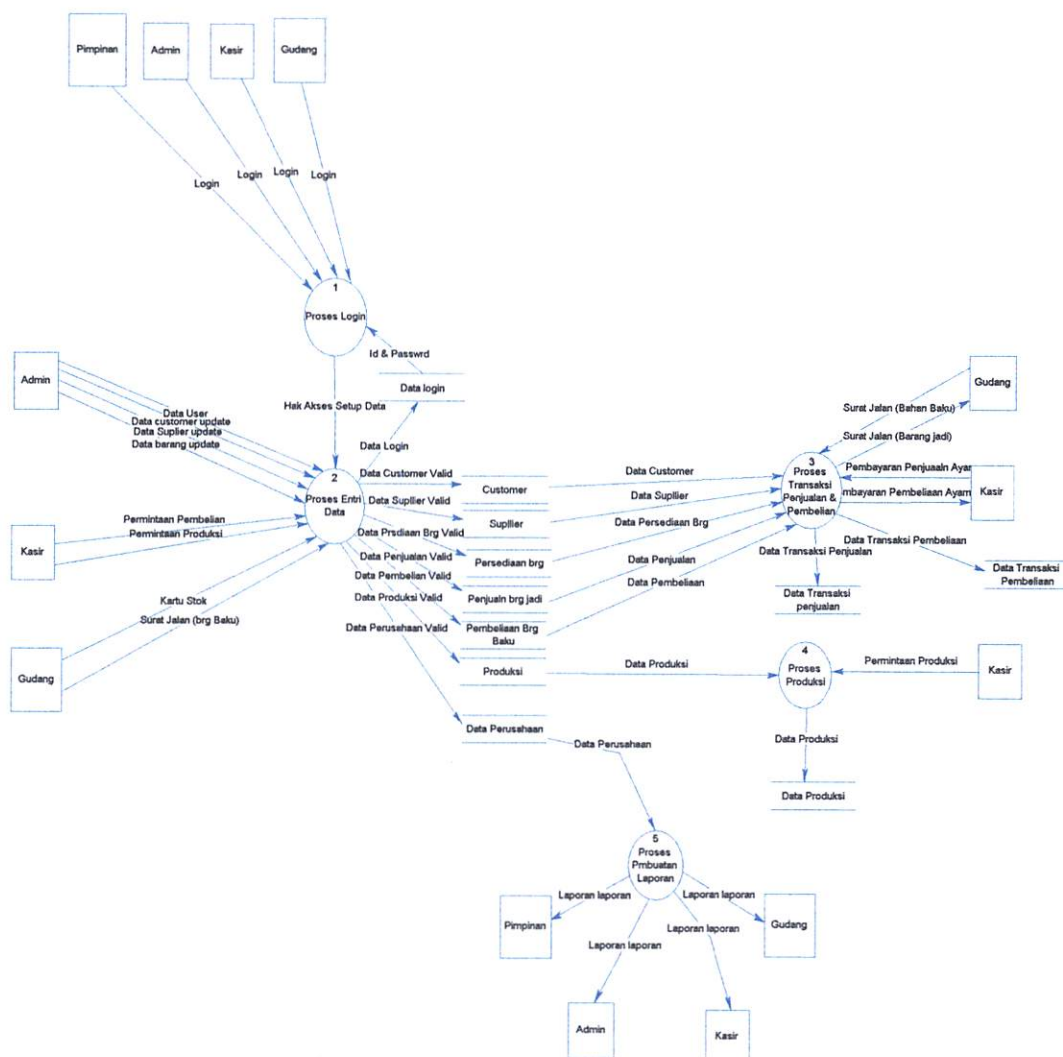 Pimpinan
Admin
Kasir
Gudang
Login
Login
Login
Login
1
Proses Login
Id & Passwrd
Data login
Hak Akses Setup Data
Data Login
Admin
Data User
Data customer update
Data Suplier update
Data barang update
2
Proses Entri
Data
Kasir
Permintaan Pembelian
Permintaan Produksi
Kartu Stok
Surat Jalan (brg Baku)
Gudang
Data Customer Valid
Data Supllier Valid
Data Prsdiaan Brg Valid
Data Penjualan Valid
Data Pembelian Valid
Data Produksi Valid
Data Perusahaan Valid
Customer
Supllier
Persediaan brg
Penjualn brg jadi
Pembeliaan Brg
Baku
Produksi
Data Perusahaan
Data Customer
Data Supllier
Data Persediaan Brg
Data Penjualan
Data Pembeliaan
Gudang
Surat Jalan (Bahan Baku)
Surat Jalan (Barang jadi)
3
Proses
Transaksi
Penjualan &
Pembelian
Pembayaran Penjuaaln Ayam
mbayaran Pembeliaan Ayam
Kasir
Data Transaksi Penjualan
Data Transaksi Pembeliaan
Data Transaksi
penjualan
Data Transaksi
Pembeliaan
Data Produksi
4
Proses
Produksi
Permintaan Produksi
Kasir
Data Produksi
Data Produksi
Data Perusahaan
5
Proses
Pmbuatan
Laporan
Laporan laporan
Laporan laporan
Laporan laporan
Laporan laporan
Pimpinan
Gudang
Admin
Kasir